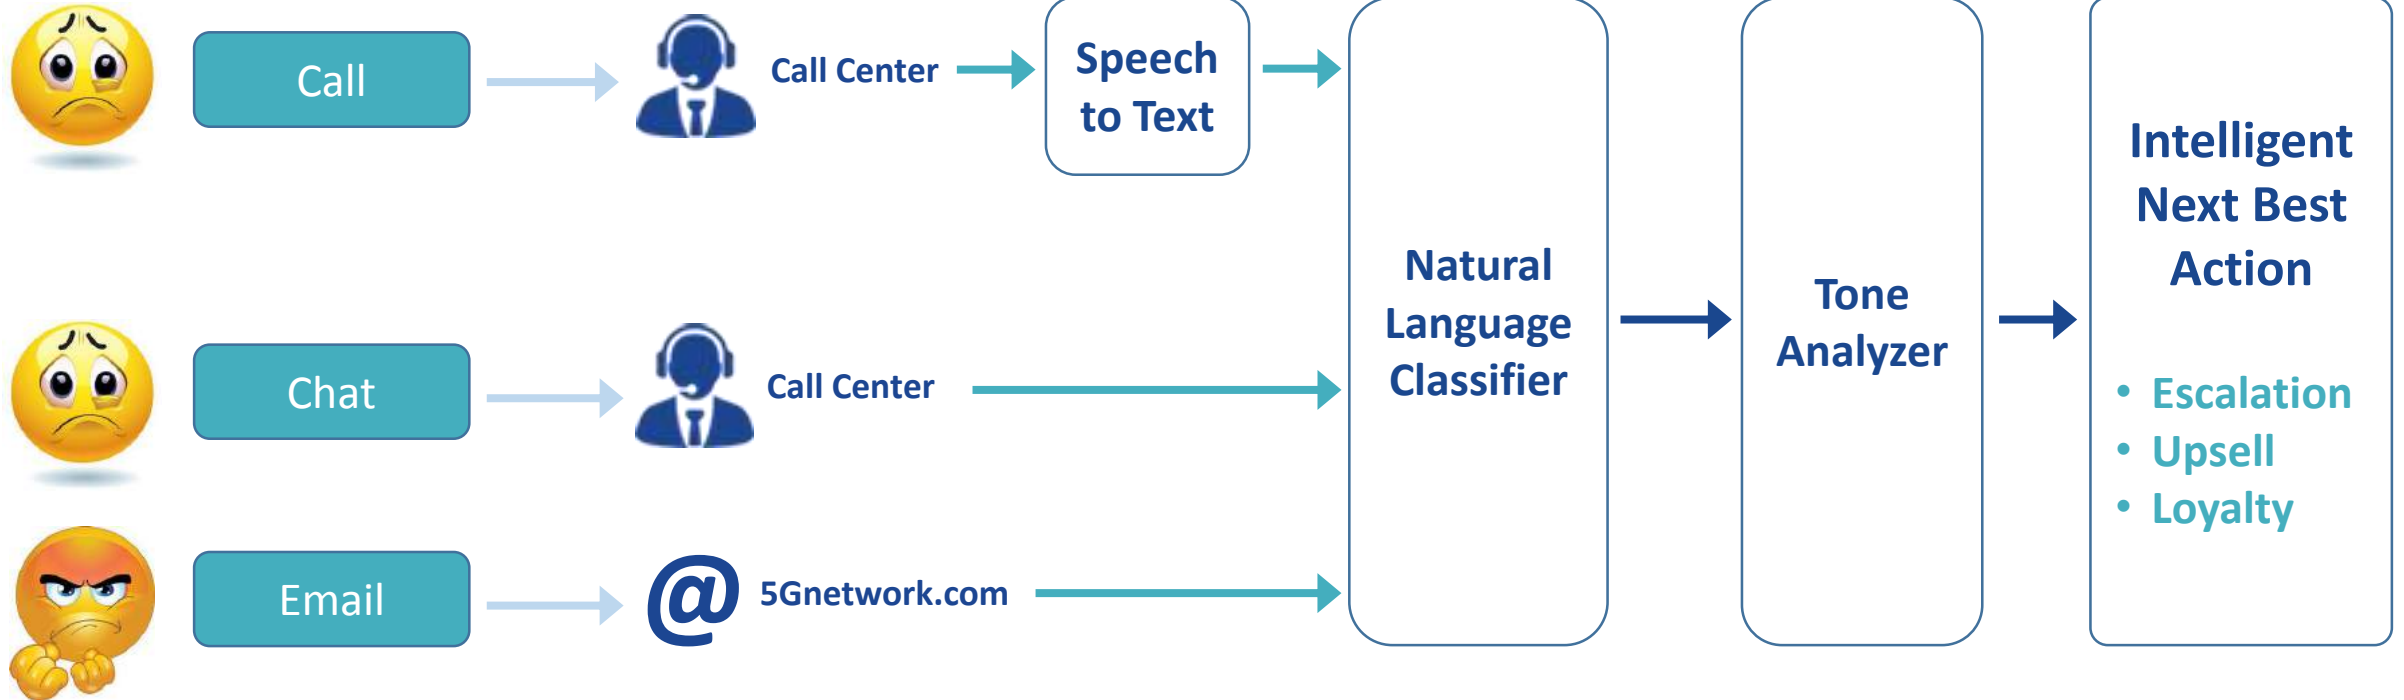 Call
Call Center
Speech
to Text
Chat
Call Center
Email
@ 5Gnetwork.com
Natural
Language
Classifier
Tone
Analyzer
Intelligent
Next Best
Action
• Escalation
• Upsell
• Loyalty